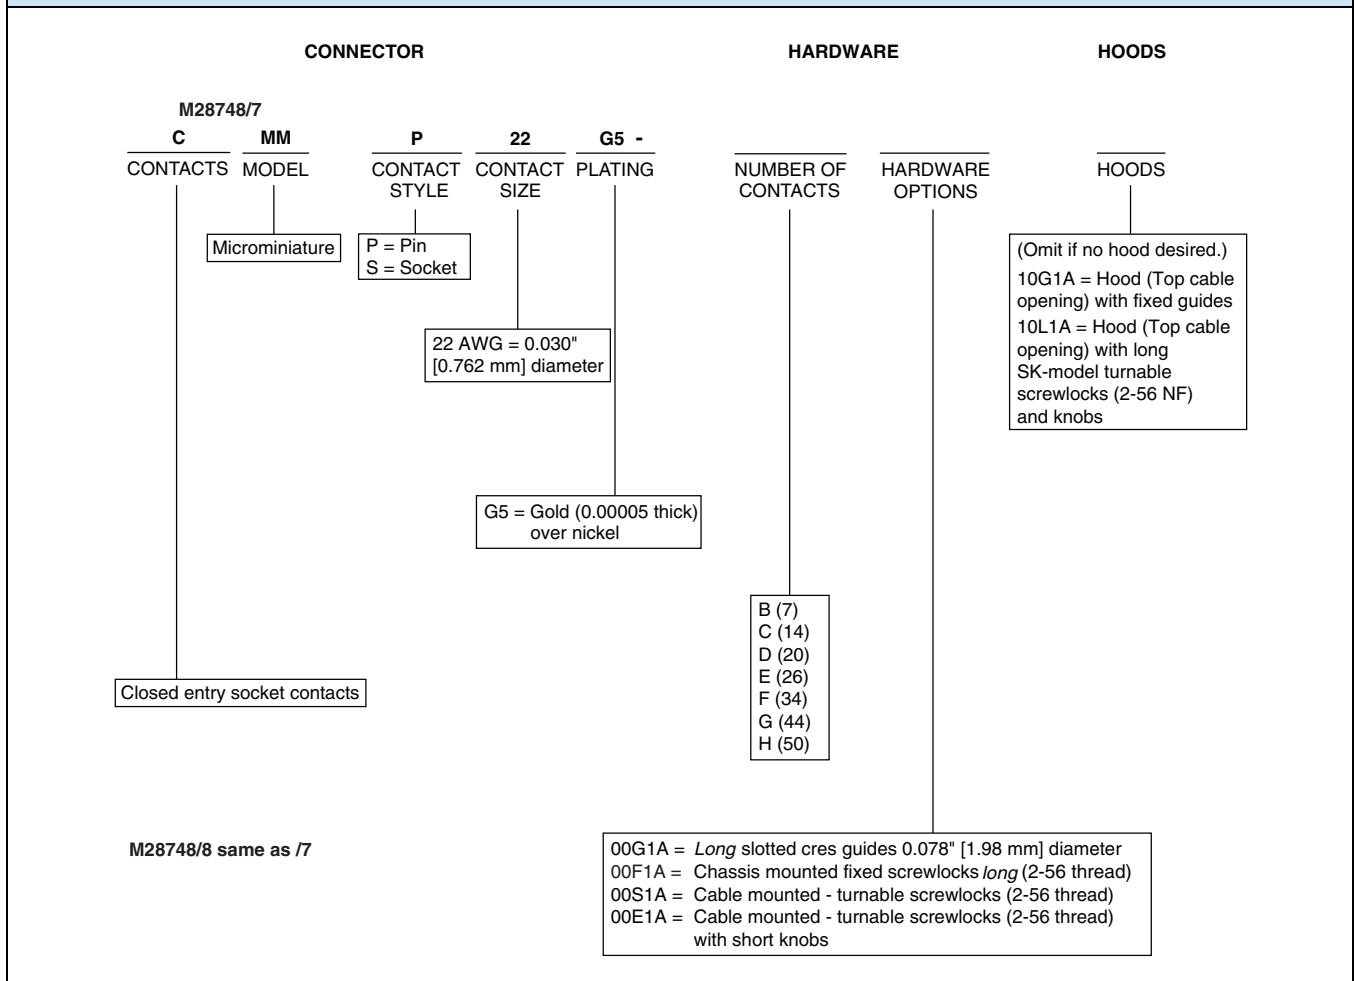 CONNECTOR HARDWARE HOODS
M28748/7
C MM P 22 G5 -
CONTACTS MODEL CONTACT CONTACT PLATING NUMBER OF HARDWARE HOODS
STYLE SIZE CONTACTS OPTIONS
Microminiature
P = Pin
S = Socket
(Omit if no hood desired.)
10G1A = Hood (Top cable
opening) with fixed guides
10L1A = Hood (Top cable
opening) with long
SK-model turnable
screwlocks (2-56 NF)
and knobs
22 AWG = 0.030"
[0.762 mm] diameter
G5 = Gold (0.00005 thick)
over nickel
B (7)
C (14)
D (20)
E (26)
F (34)
G (44)
H (50)
Closed entry socket contacts
M28748/8 same as /7
00G1A = Long slotted cres guides 0.078" [1.98 mm] diameter
00F1A = Chassis mounted fixed screwlocks long (2-56 thread)
00S1A = Cable mounted - turnable screwlocks (2-56 thread)
00E1A = Cable mounted - turnable screwlocks (2-56 thread)
with short knobs